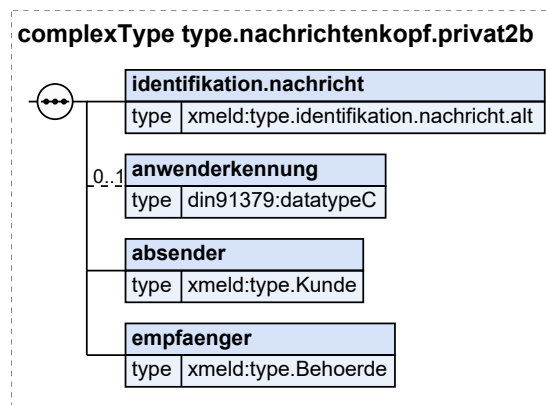 complexType type.nachrichtenkopf.privat2b
identifikation.nachricht
type xmeld:type.identifikation.nachricht.alt
0..1
anwenderkennung
type din91379:datatypeC
absender
type xmeld:type.Kunde
empfaenger
type xmeld:type.Behoerde